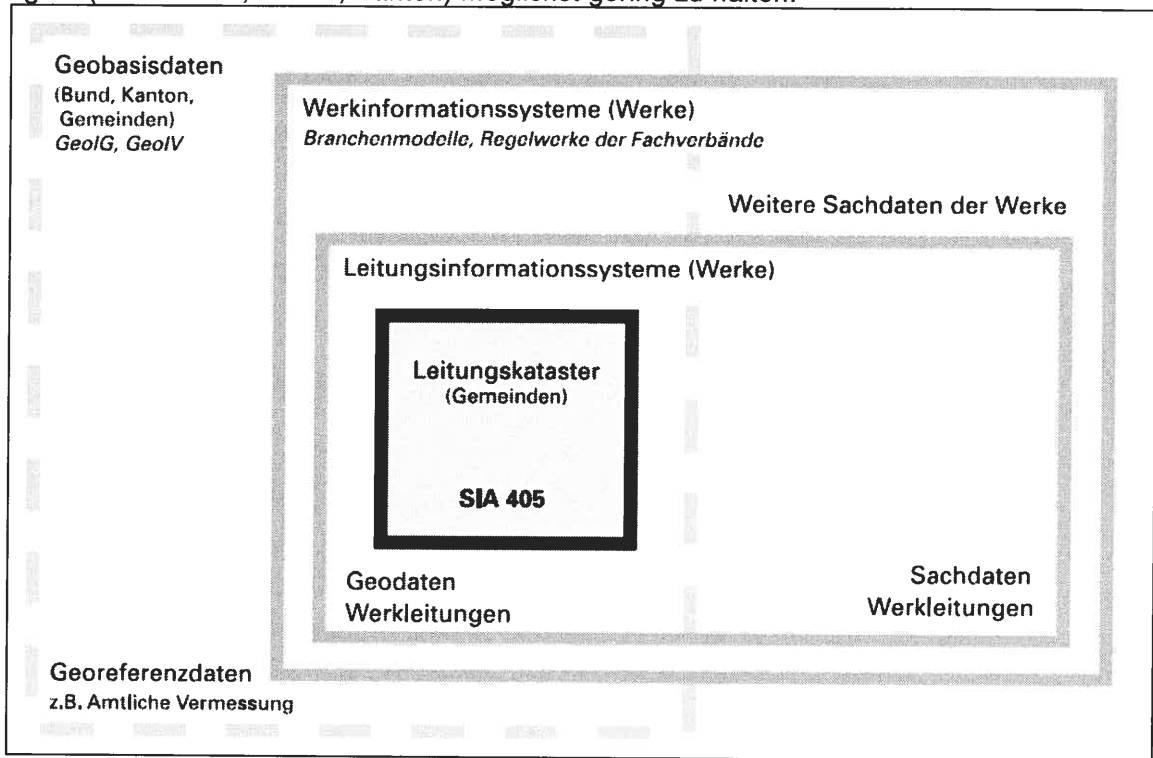 Geobasisdaten
(Bund, Kanton,
Gemeinden)
GeoIG, GeoIV
Werkinformationssysteme (Werke)
Branchenmodelle, Regelwerke der Fachverbände
Weitere Sachdaten der Werke
Leitungsinformationssysteme (Werke)
Leitungskataster
(Gemeinden)
SIA 405
Geodaten
Werkleitungen
Sachdaten
Werkleitungen
Georeferenzdaten
z.B. Amtliche Vermessung